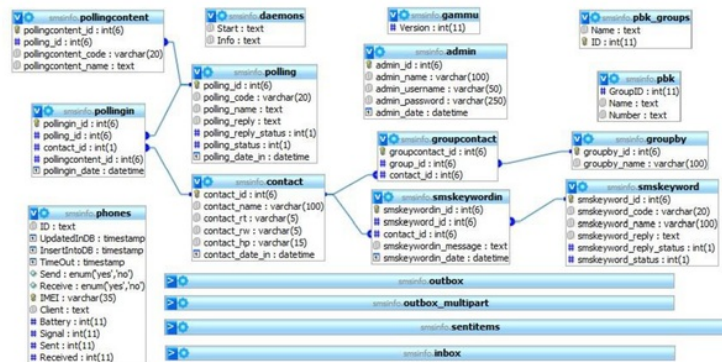 smsinfo.pollingcontent
pollingcontent_id : int(6)
polling_id : int(6)
pollingcontent_code : varchar(20)
pollingcontent_name : text
smsinfo.daemons
Start : text
Info : text
smsinfo.gammu
Version : int(11)
smsinfo.pbk_groups
Name : text
ID : int(11)
smsinfo.polling
polling_id : int(6)
polling_code : varchar(20)
polling_name : text
polling_reply : text
polling_reply_status : int(1)
polling_status : int(1)
polling_date_in : datetime
smsinfo.admin
admin_id : int(6)
admin_name : varchar(100)
admin_username : varchar(50)
admin_password : varchar(250)
admin_date : datetime
smsinfo.pbk
GroupID : int(11)
Name : text
Number : text
smsinfo.pollingin
pollingin_id : int(6)
polling_id : int(6)
contact_id : int(1)
pollingcontent_id : int(6)
pollingin_date : datetime
smsinfo.groupcontact
groupcontact_id : int(6)
group_id : int(6)
contact_id : int(6)
smsinfo.groupby
groupby_id : int(6)
groupby_name : varchar(100)
smsinfo.contact
contact_id : int(6)
contact_name : varchar(100)
contact_rt : varchar(5)
contact_rw : varchar(5)
contact_hp : varchar(15)
contact_date_in : datetime
smsinfo.smskeywordin
smskeywordin_id : int(6)
smskeyword_id : int(6)
contact_id : int(6)
smskeywordin_message : text
smskeywordin_date : datetime
smsinfo.smskeyword
smskeyword_id : int(6)
smskeyword_code : varchar(20)
smskeyword_name : varchar(100)
smskeyword_reply : text
smskeyword_reply_status : int(1)
smskeyword_status : int(1)
smsinfo.phones
ID : text
UpdatedInDB : timestamp
InsertIntoDB : timestamp
TimeOut : timestamp
Send : enum('yes','no')
Receive : enum('yes','no')
IMEI : varchar(35)
Client : text
Battery : int(11)
Signal : int(11)
Sent : int(11)
Received : int(11)
smsinfo.outbox
smsinfo.outbox_multipart
smsinfo.sentitems
smsinfo.inbox